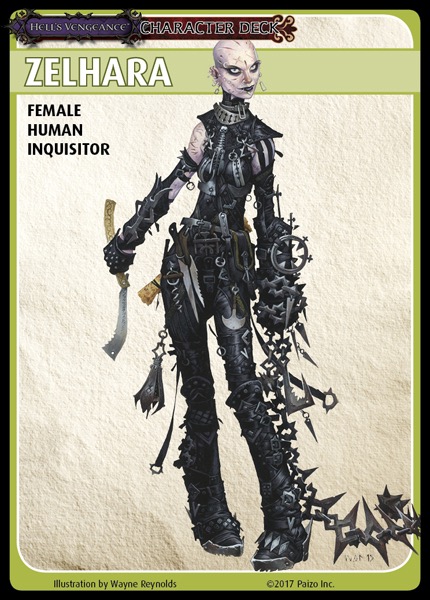 HELL'S VENGEANCE CHARACTER DECK
ZELHARA
FEMALE
HUMAN
INQUISITOR
Illustration by Wayne Reynolds ©2017 Paizo Inc.